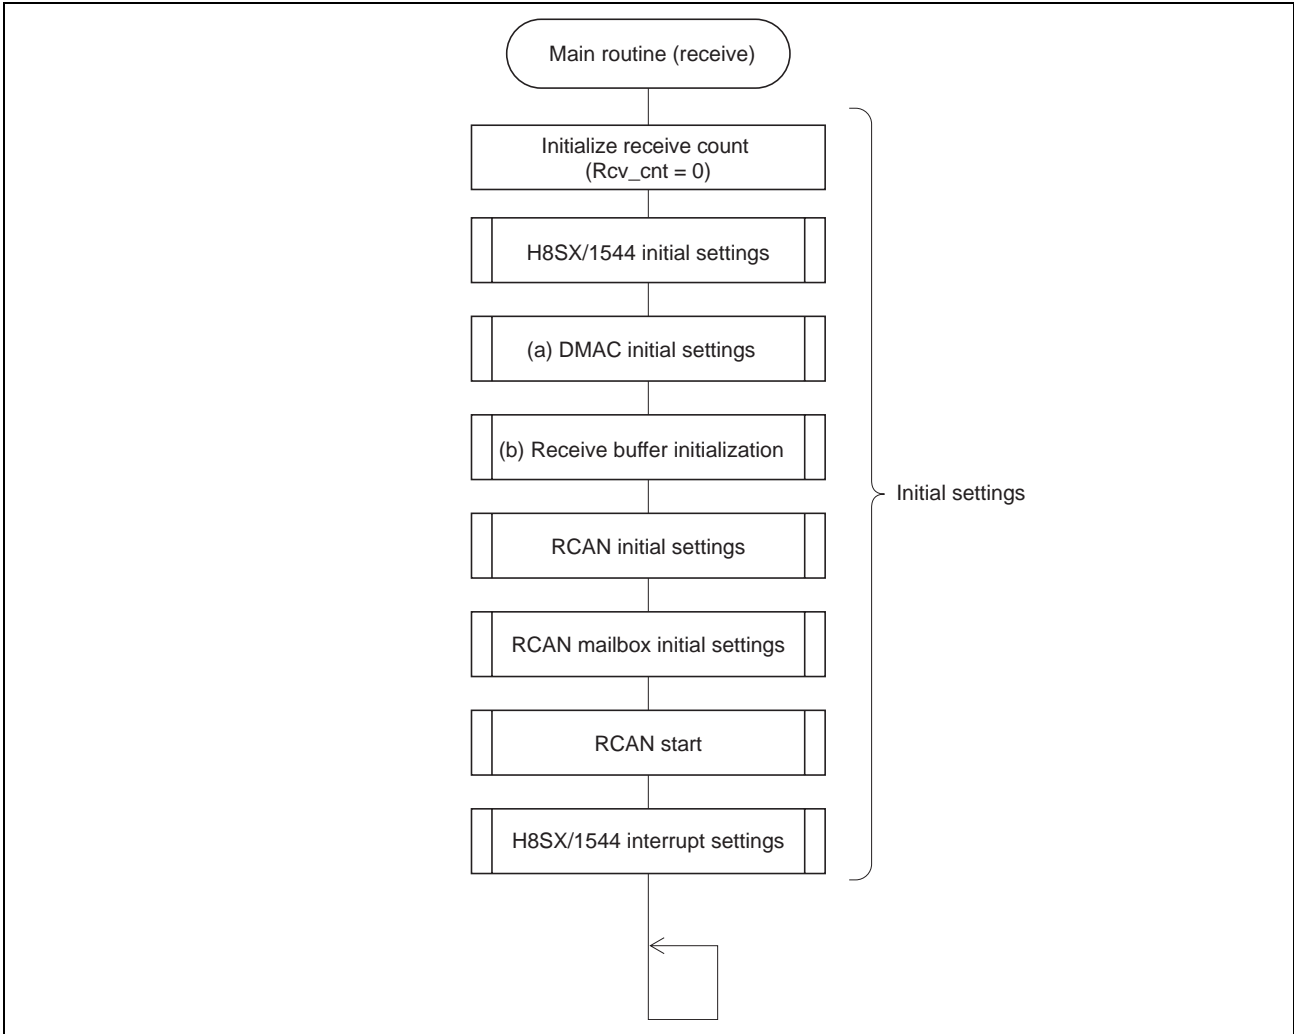 Main routine (receive)
Initialize receive count
(Rcv_cnt = 0)
H8SX/1544 initial settings
(a) DMAC initial settings
(b) Receive buffer initialization
Initial settings
RCAN initial settings
RCAN mailbox initial settings
RCAN start
H8SX/1544 interrupt settings